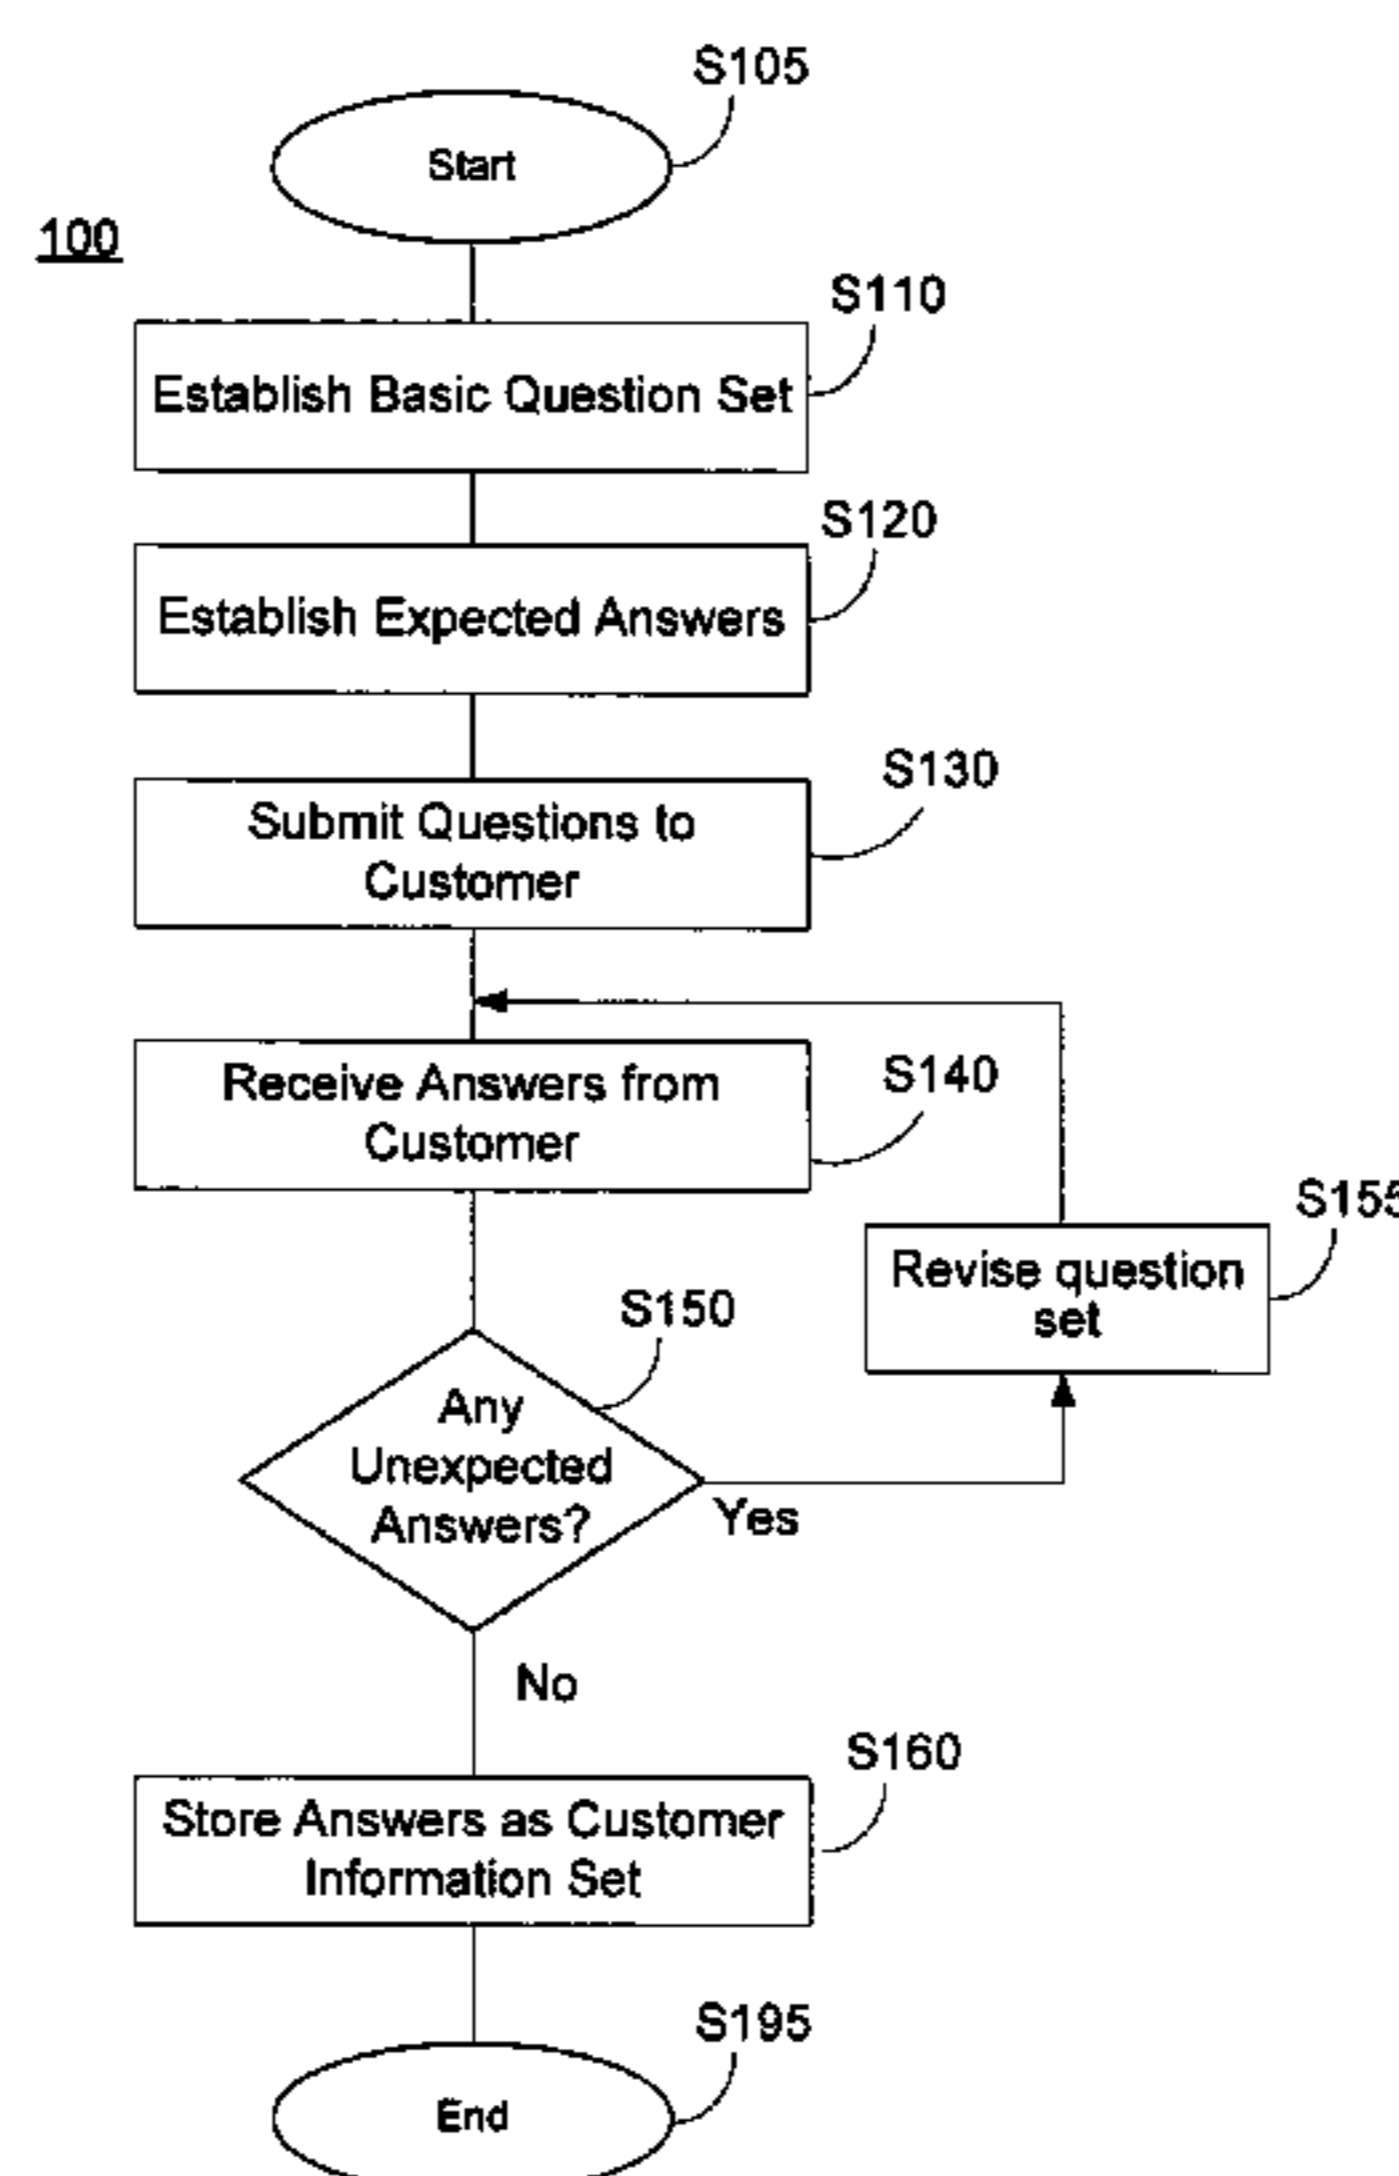 S105
Start
100
S110
Establish Basic Question Set
S120
Establish Expected Answers
S130
Submit Questions to
Customer
Receive Answers from
Customer
S140
S155
Revise question
set
S150
Any
Unexpected
Answers?
Yes
No
S160
Store Answers as Customer
Information Set
S195
End